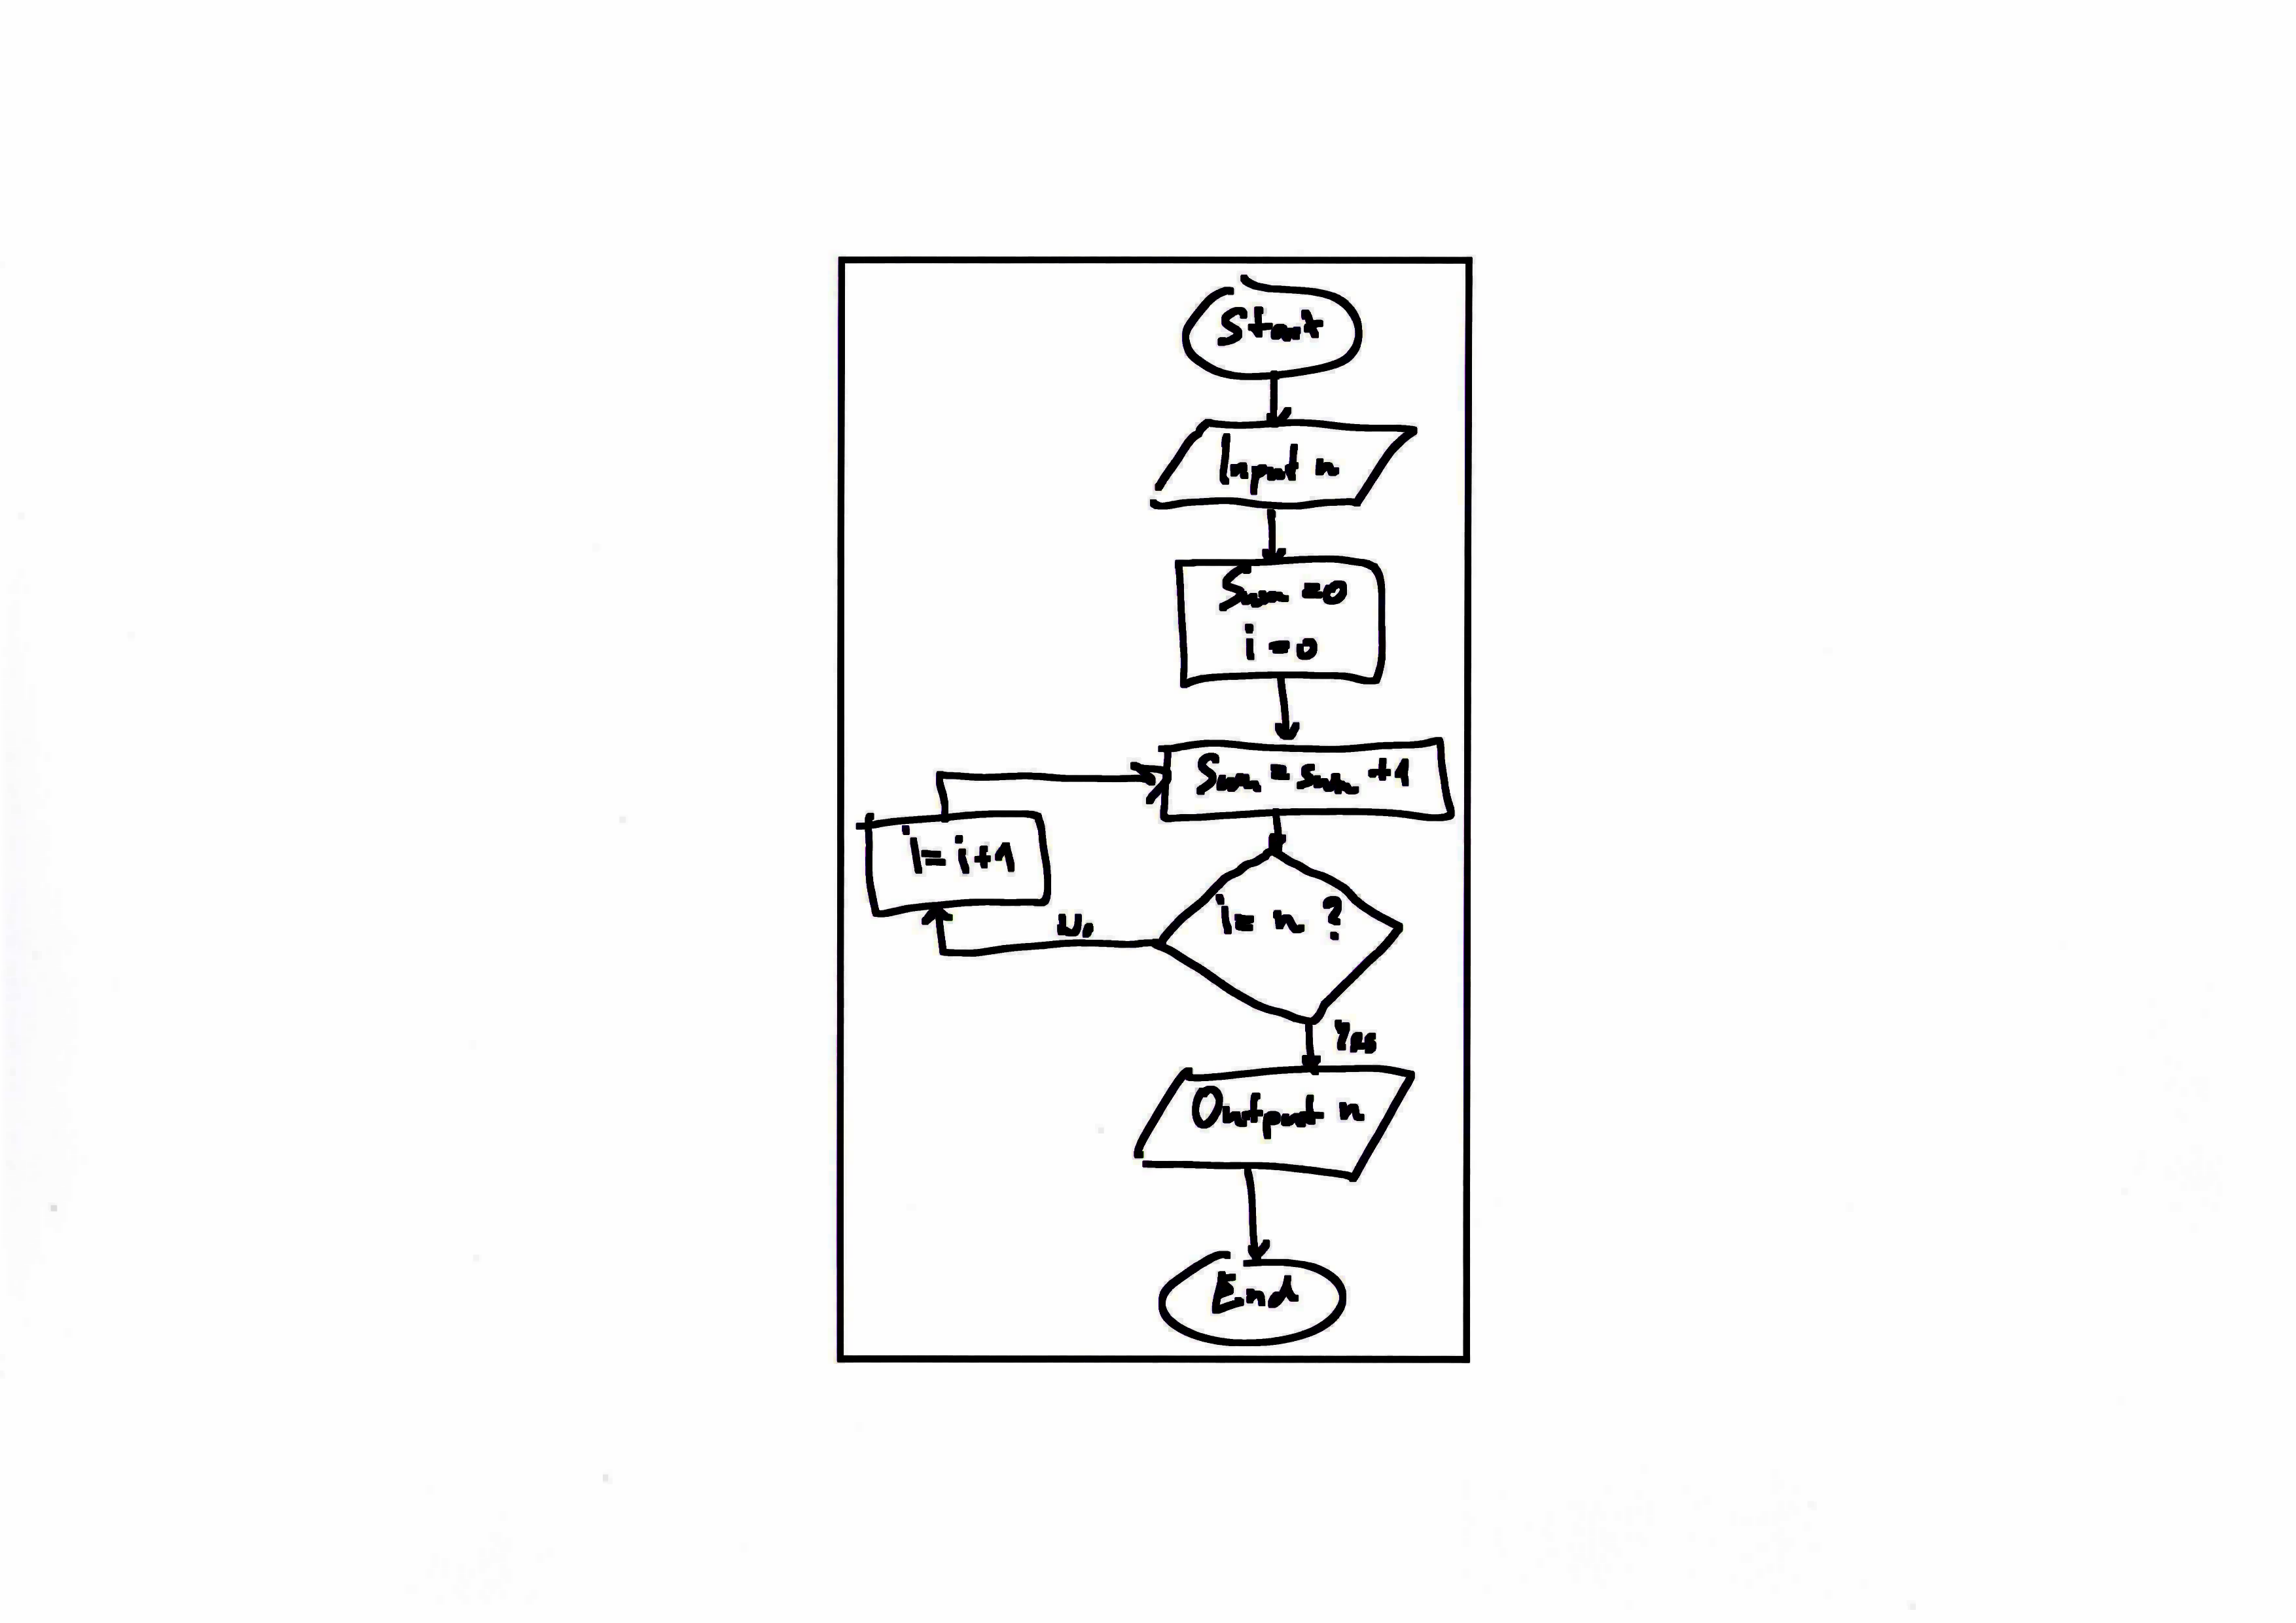 Start
Input n
Sum = 0
i = 0
Sum = sum + 1
i = i + 1
i = n ?
No
Yes
Output n
End